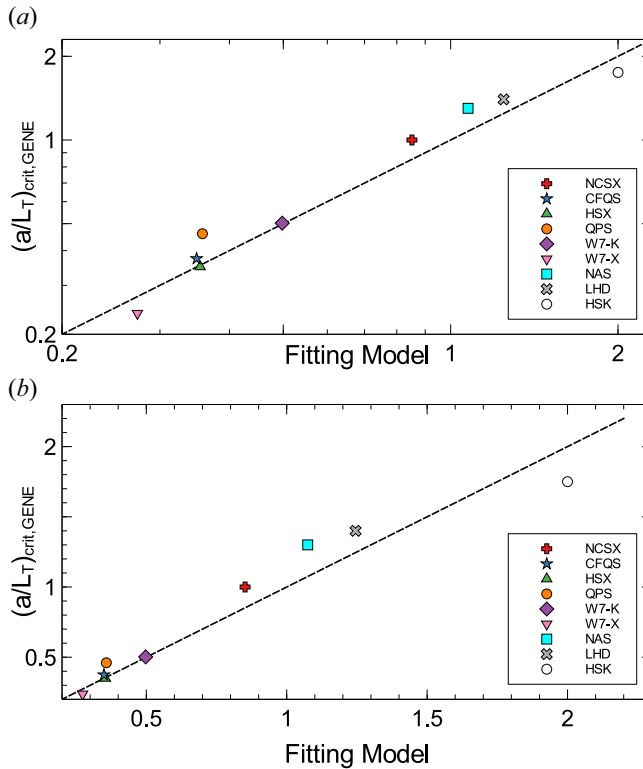 (a)
2
1
0.2
(a/L_T)crit,GENE
NCSX
CFQS
HSX
QPS
W7-K
W7-X
NAS
LHD
HSK
0.2 1 2
Fitting Model
(b)
2
1
0.5
(a/L_T)crit,GENE
NCSX
CFQS
HSX
QPS
W7-K
W7-X
NAS
LHD
HSK
0.5 1 1.5 2
Fitting Model